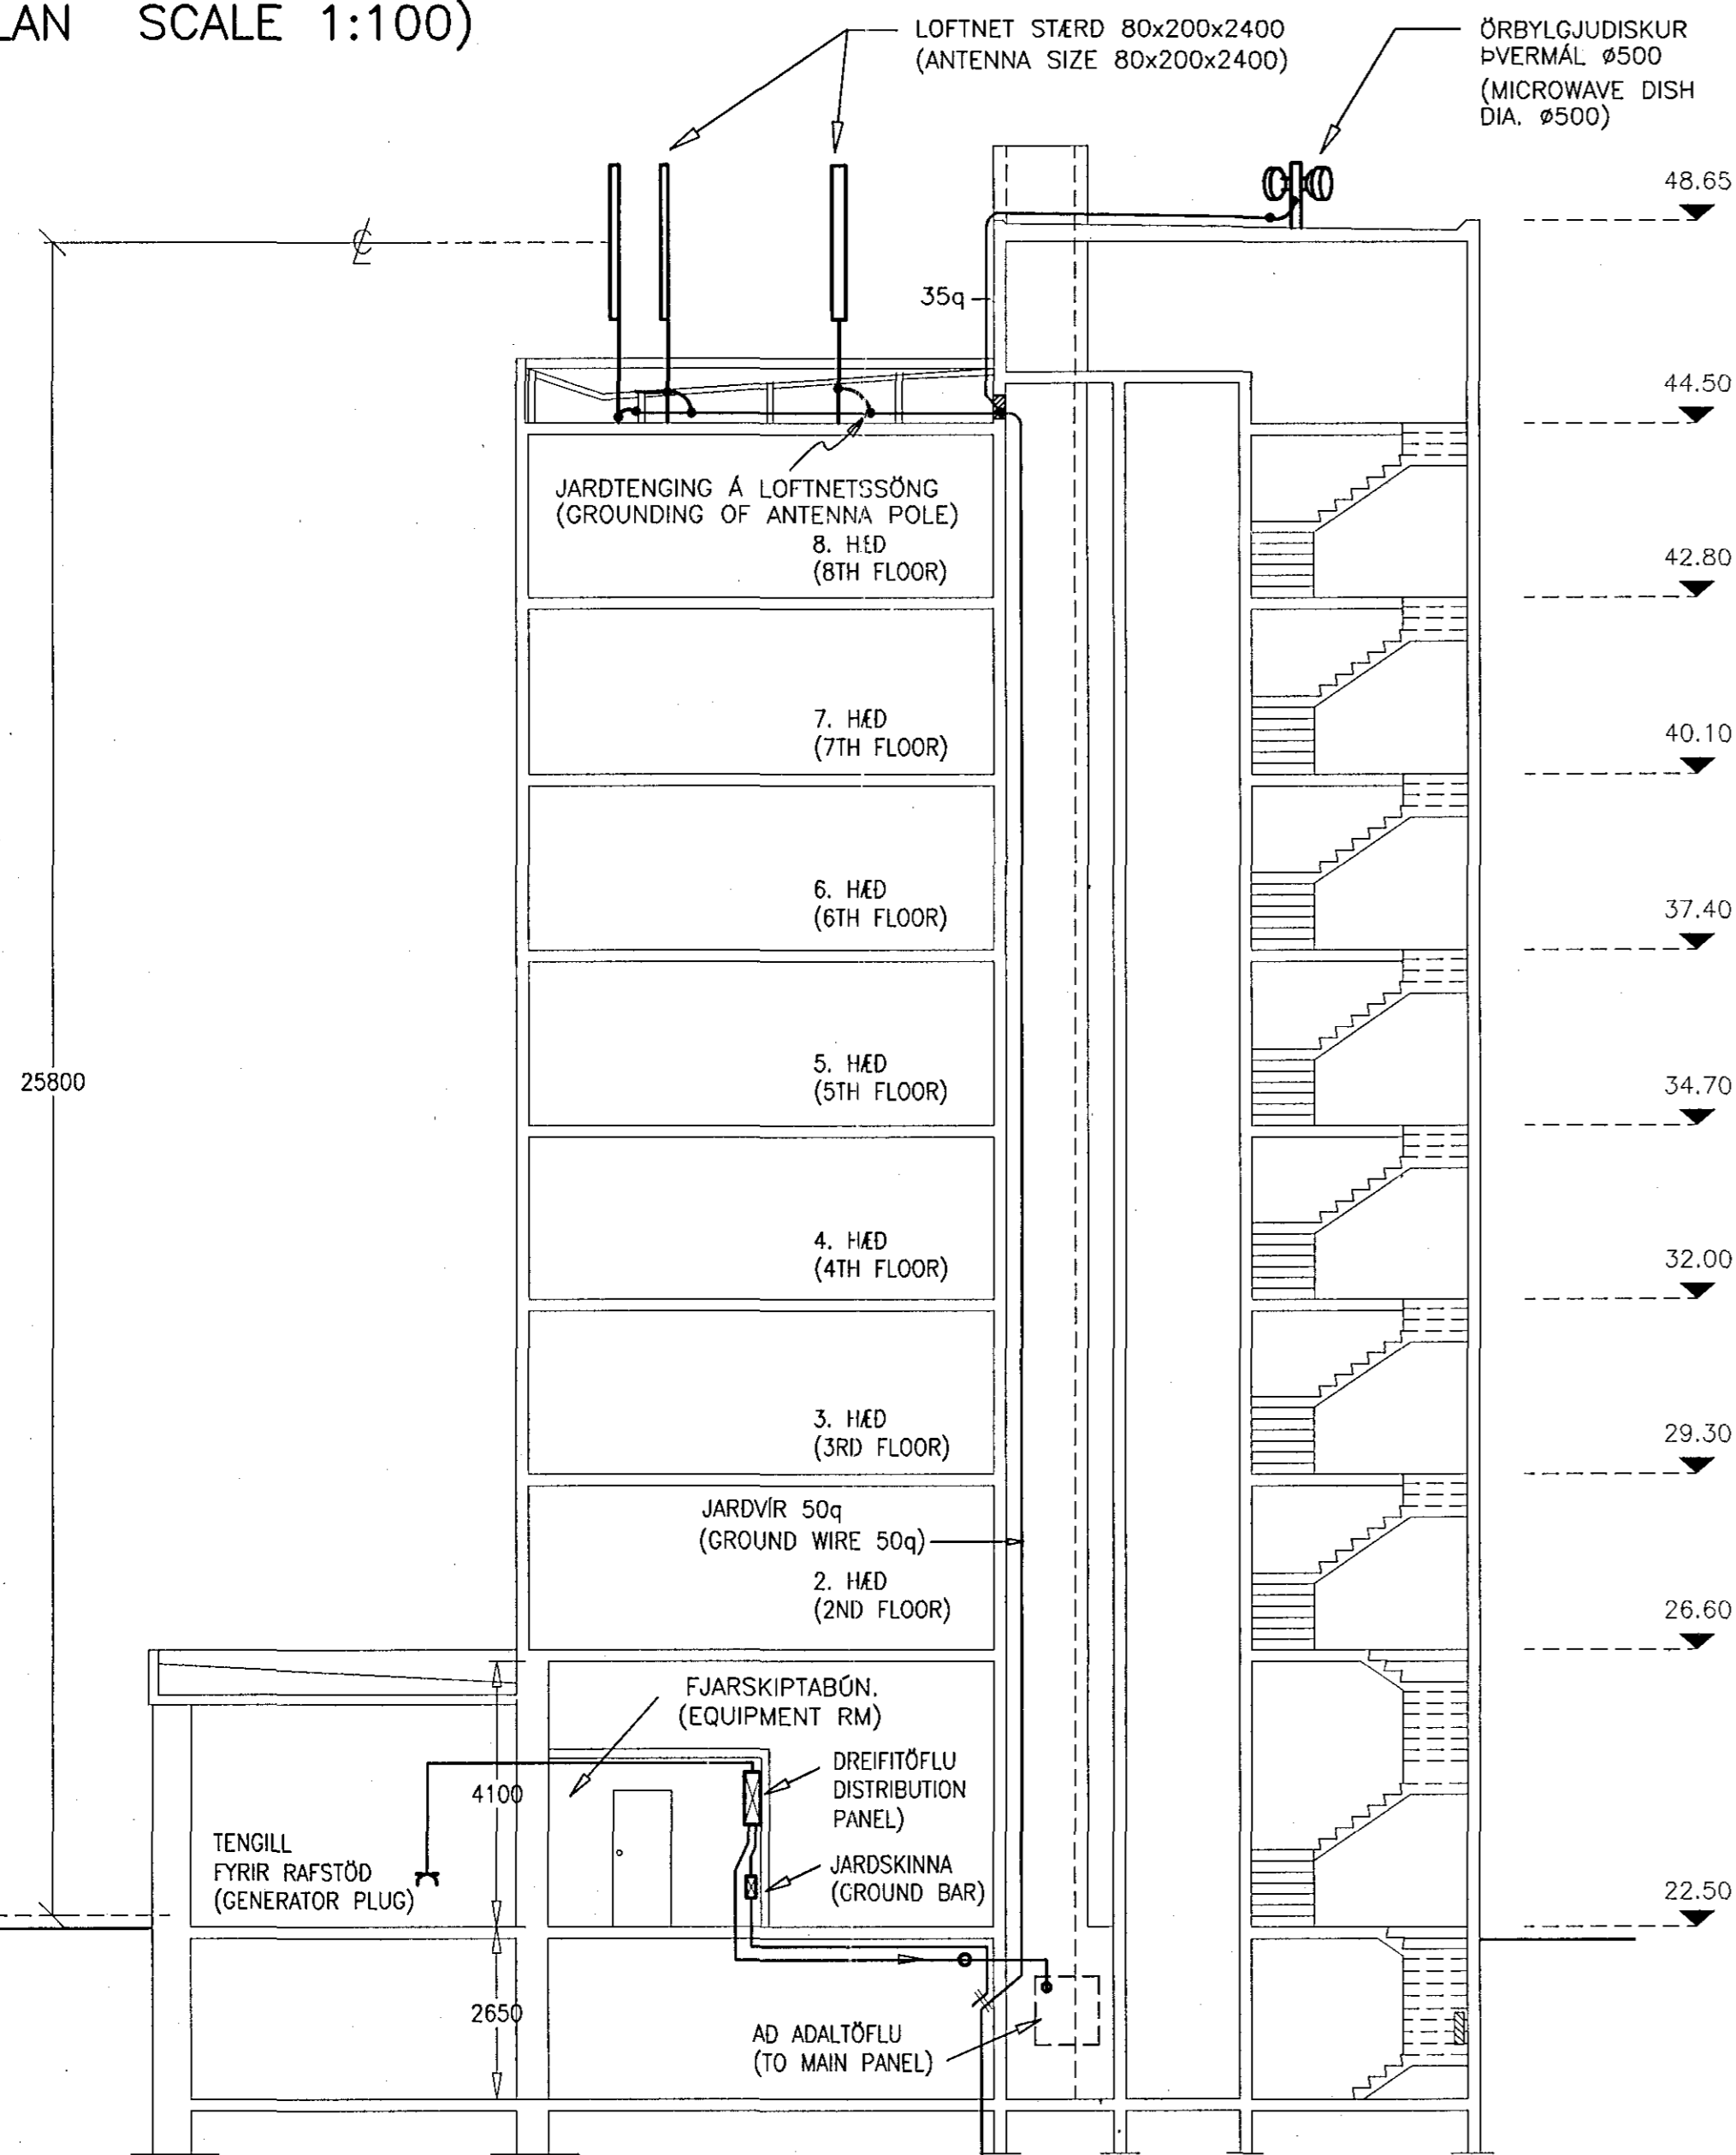 LAN SCALE 1:100)
LOFTNET STÆRD 80x200x2400
(ANTENNA SIZE 80x200x2400)
ÖRBYLGJUDISKUR
ÞVERMÁL ø500
(MICROWAVE DISH
DIA. ø500)
48.65
35q
44.50
JARDTENGING Á LOFTNETSSÖNG
(GROUNDING OF ANTENNA POLE)
8. HÆD
(8TH FLOOR)
42.80
7. HÆD
(7TH FLOOR)
40.10
6. HÆD
(6TH FLOOR)
37.40
5. HÆD
(5TH FLOOR)
34.70
25800
4. HÆD
(4TH FLOOR)
32.00
3. HÆD
(3RD FLOOR)
29.30
JARDVÍR 50q
(GROUND WIRE 50q)
2. HÆD
(2ND FLOOR)
26.60
FJARSKIPTABÚN.
(EQUIPMENT RM)
DREIFITÖFLU
DISTRIBUTION
PANEL)
4100
TENGILL
FYRIR RAFSTÖD
(GENERATOR PLUG)
JARDSKINNA
(GROUND BAR)
22.50
2650
AD ADALTÖFLU
(TO MAIN PANEL)